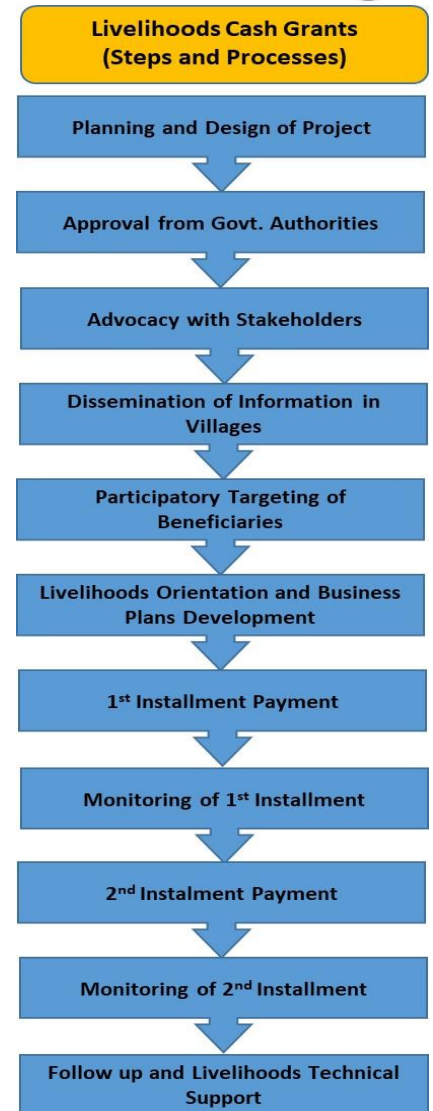 Livelihoods Cash Grants
(Steps and Processes)
Planning and Design of Project
Approval from Govt. Authorities
Advocacy with Stakeholders
Dissemination of Information in
Villages
Participatory Targeting of
Beneficiaries
Livelihoods Orientation and Business
Plans Development
1st Installment Payment
Monitoring of 1st Installment
2nd Instalment Payment
Monitoring of 2nd Installment
Follow up and Livelihoods Technical
Support